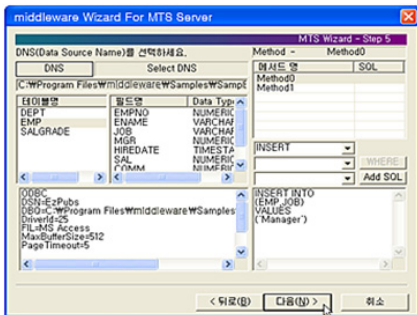 middleware Wizard For MTS Server
MTS Wizard - Step 5
DNS(Data Source Name)를 선택하세요.
Method - Method0
DNS
Select DNS
메서드 명
SQL
Method0
Method1
[C:₩Program Files₩middleware₩Samples₩Sampl
테이블명
DEPT
EMP
SALGRADE
필드명
Data Type
EMPNO
NUMERIC
ENAME
VARCHAR
JOB
VARCHAR
MGR
NUMERIC
HIREDATE
TIMESTA
SAL
NUMERIC
COMM
NUMERIC
INSERT
WHERE
Add SQL
ODBC
DSN=EzPubs
DBQ=C:₩Program Files₩middleware₩Samples
DriverId=25
FIL=MS Access
MaxBufferSize=512
PageTimeout=5
INSERT INTO
(EMP,JOB)
VALUES
('Manager')
< 뒤로(B)
다음(N) >
취소